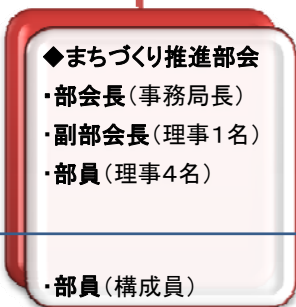 ◆まちづくり推進部会
・部会長(事務局長)
・副部会長(理事1名)
・部員(理事4名)
・部員(構成員)